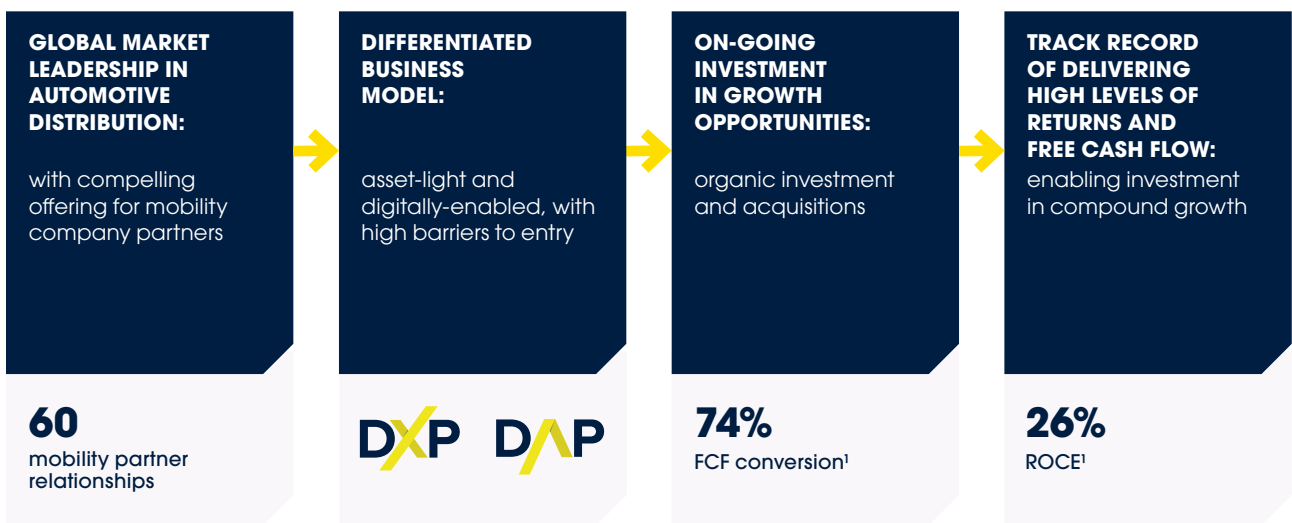 GLOBAL MARKET
LEADERSHIP IN
AUTOMOTIVE
DISTRIBUTION:
with compelling
offering for mobility
company partners
60
mobility partner
relationships
DIFFERENTIATED
BUSINESS
MODEL:
asset-light and
digitally-enabled, with
high barriers to entry
DXP DAP
ON-GOING
INVESTMENT
IN GROWTH
OPPORTUNITIES:
organic investment
and acquisitions
74%
FCF conversion¹
TRACK RECORD
OF DELIVERING
HIGH LEVELS OF
RETURNS AND
FREE CASH FLOW:
enabling investment
in compound growth
26%
ROCE¹